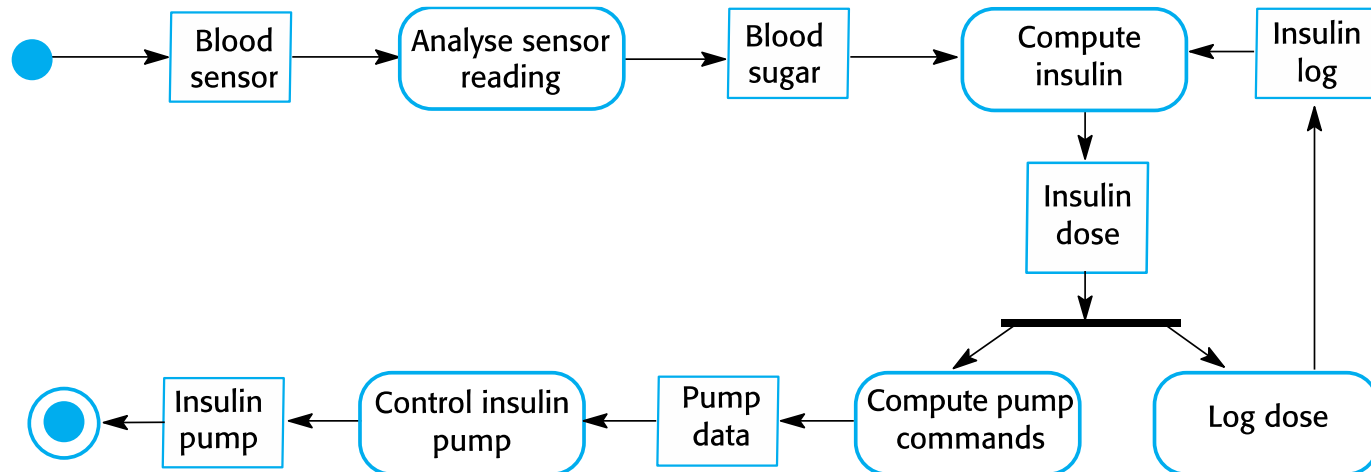 Blood
sensor
Analyse sensor
reading
Blood
sugar
Compute
insulin
Insulin
log
Insulin
dose
Insulin
pump
Control insulin
pump
Pump
data
Compute pump
commands
Log dose